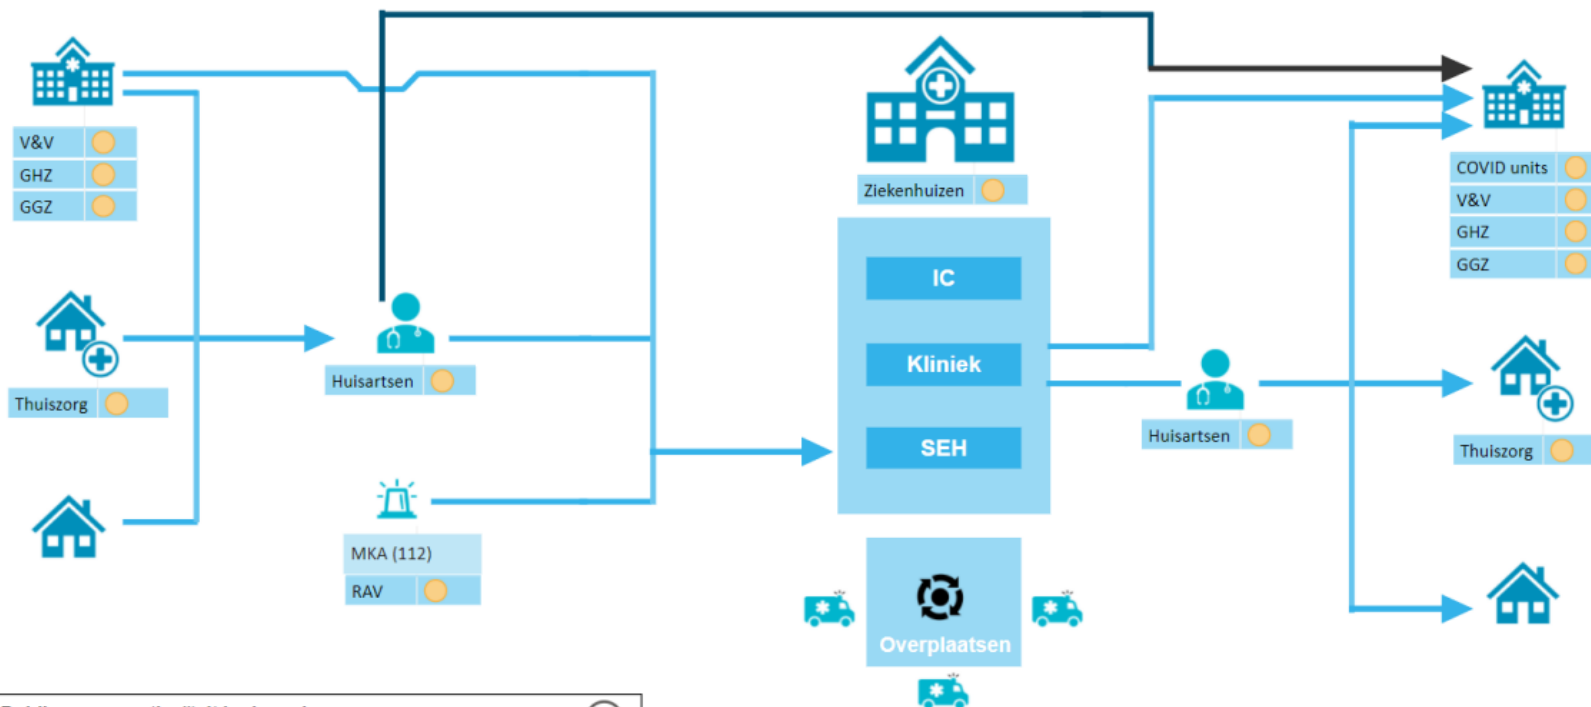 V&V
GHZ
GGZ
Thuiszorg
Huisartsen
MKA (112)
RAV
Ziekenhuizen
IC
Kliniek
SEH
Overplaatsen
Huisartsen
COVID units
V&V
GHZ
GGZ
Thuiszorg